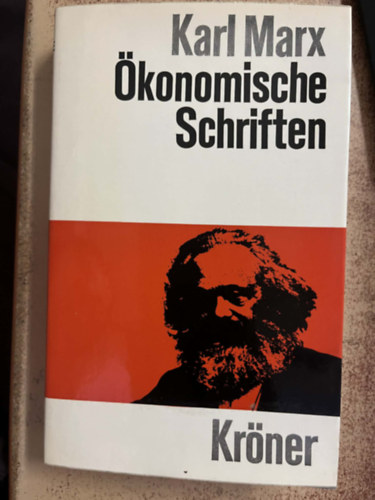 Karl Marx
Ökonomische
Schriften
Kröner